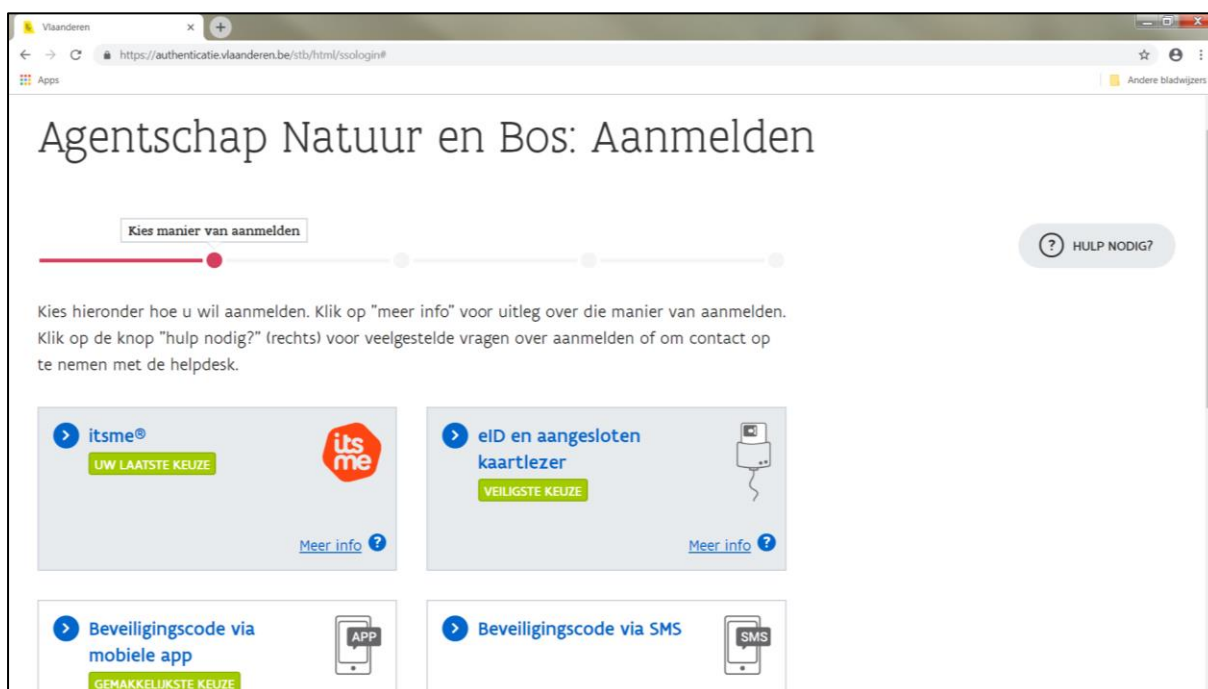 Vlaanderen
https://authenticatie.vlaanderen.be/stb/html/ssologin#
Apps
Andere bladwijzers
Agentschap Natuur en Bos: Aanmelden
Kies manier van aanmelden
? HULP NODIG?
Kies hieronder hoe u wil aanmelden. Klik op "meer info" voor uitleg over die manier van aanmelden.
Klik op de knop "hulp nodig?" (rechts) voor veelgestelde vragen over aanmelden of om contact op
te nemen met de helpdesk.
itsme®
UW LAATSTE KEUZE
its
me
Meer info ?
eID en aangesloten
kaartlezer
VEILIGSTE KEUZE
Meer info ?
Beveiligingscode via
mobiele app
GEMAKKELIJKSTE KEUZE
APP
Beveiligingscode via SMS
SMS